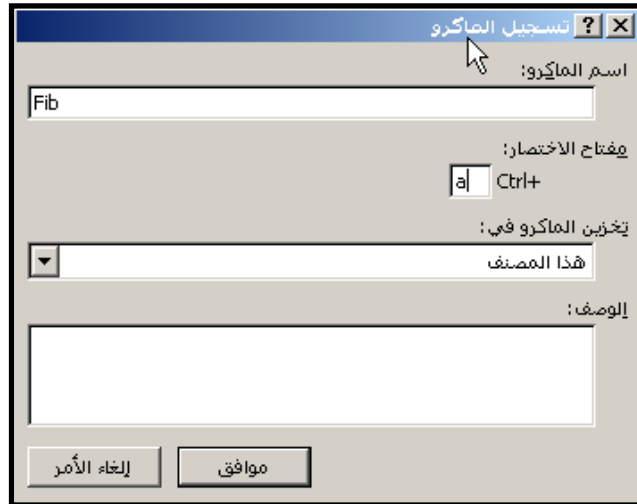 تسجيل الماكرو
اسم الماكرو:
Fib
مفتاح الاختصار:
Ctrl+ a
تخزين الماكرو في:
هذا المصنف
الوصف:
موافق
إلغاء الأمر